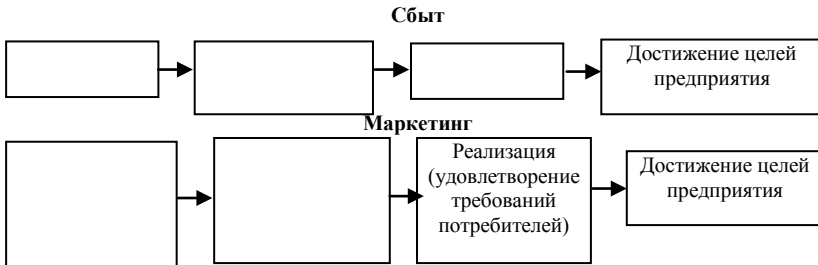 Сбыт
Достижение целей
предприятия
Маркетинг
Реализация
(удовлетворение
требований
потребителей)
Достижение целей
предприятия